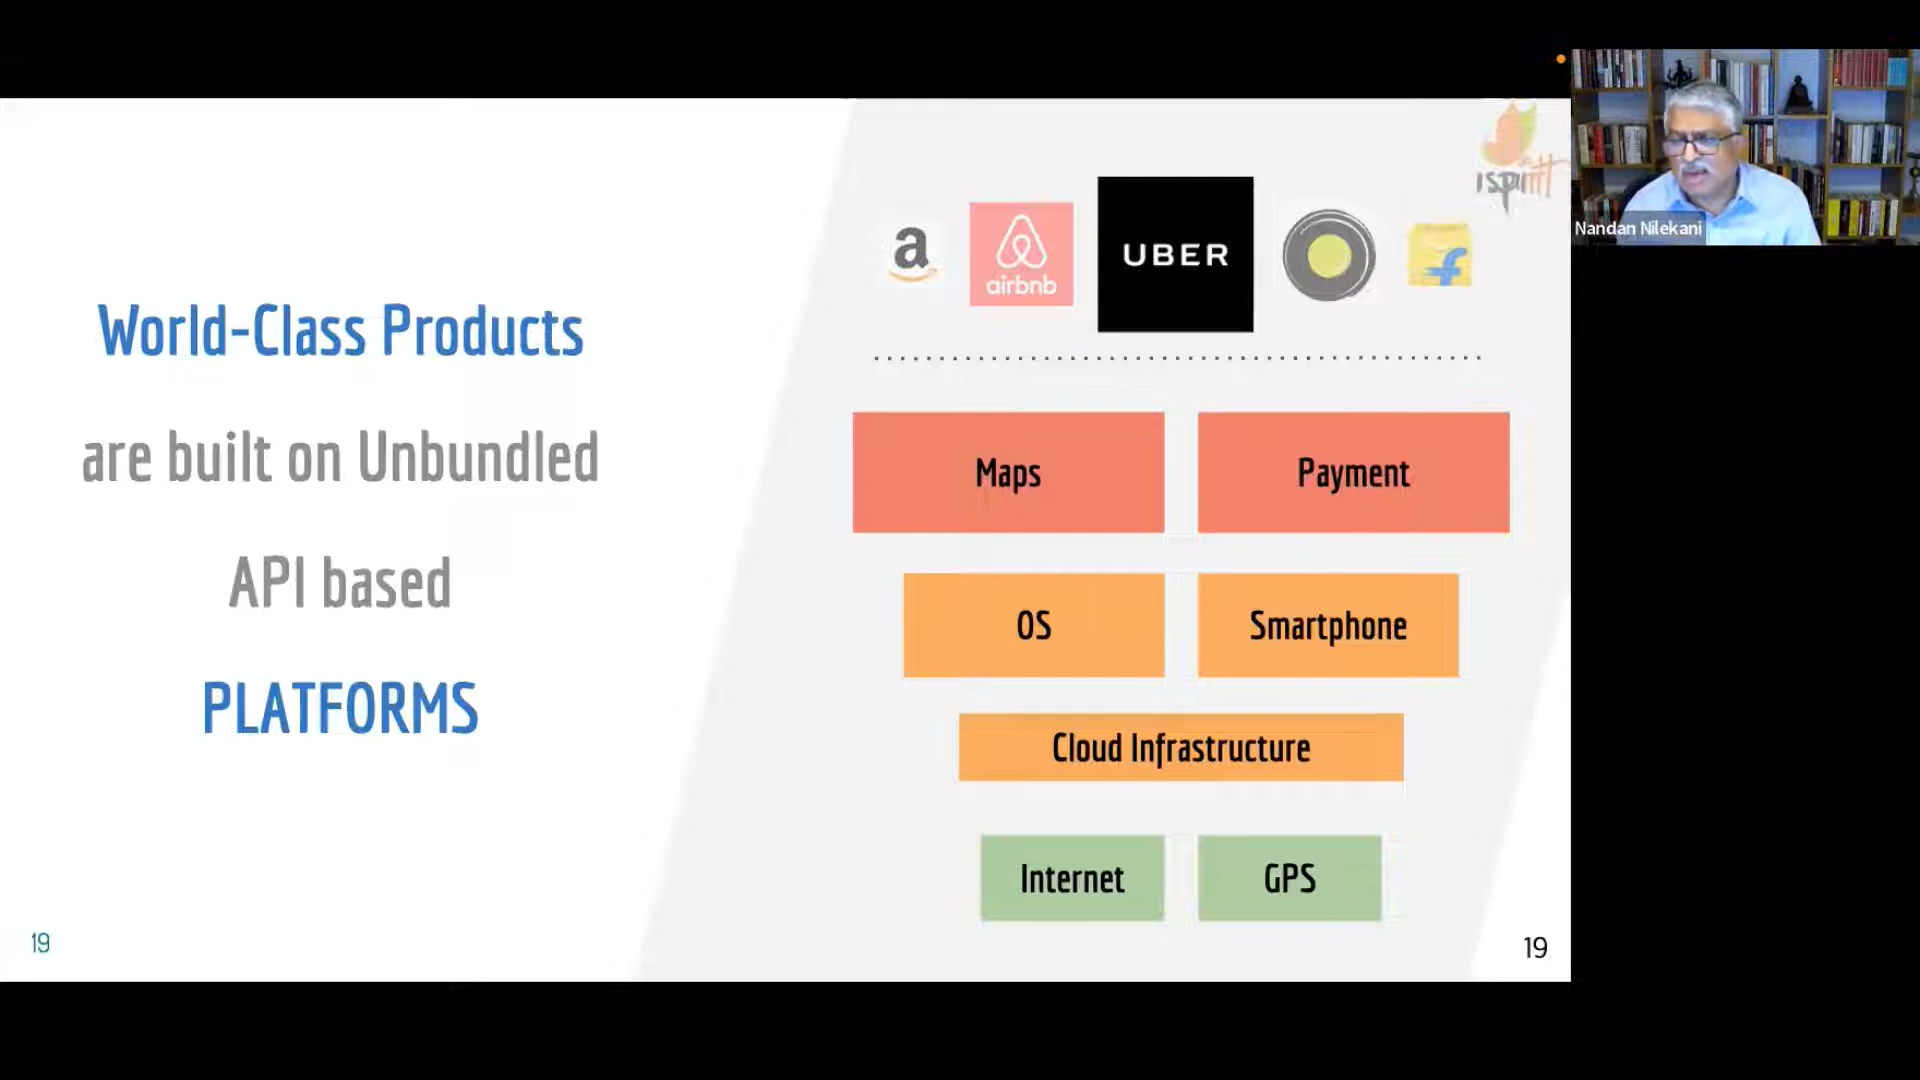 World-Class Products
are built on Unbundled
API based
PLATFORMS
19
a
airbnb
UBER
f
ispirtt
Maps
Payment
OS
Smartphone
Cloud Infrastructure
Internet
GPS
19
Nandan Nilekani